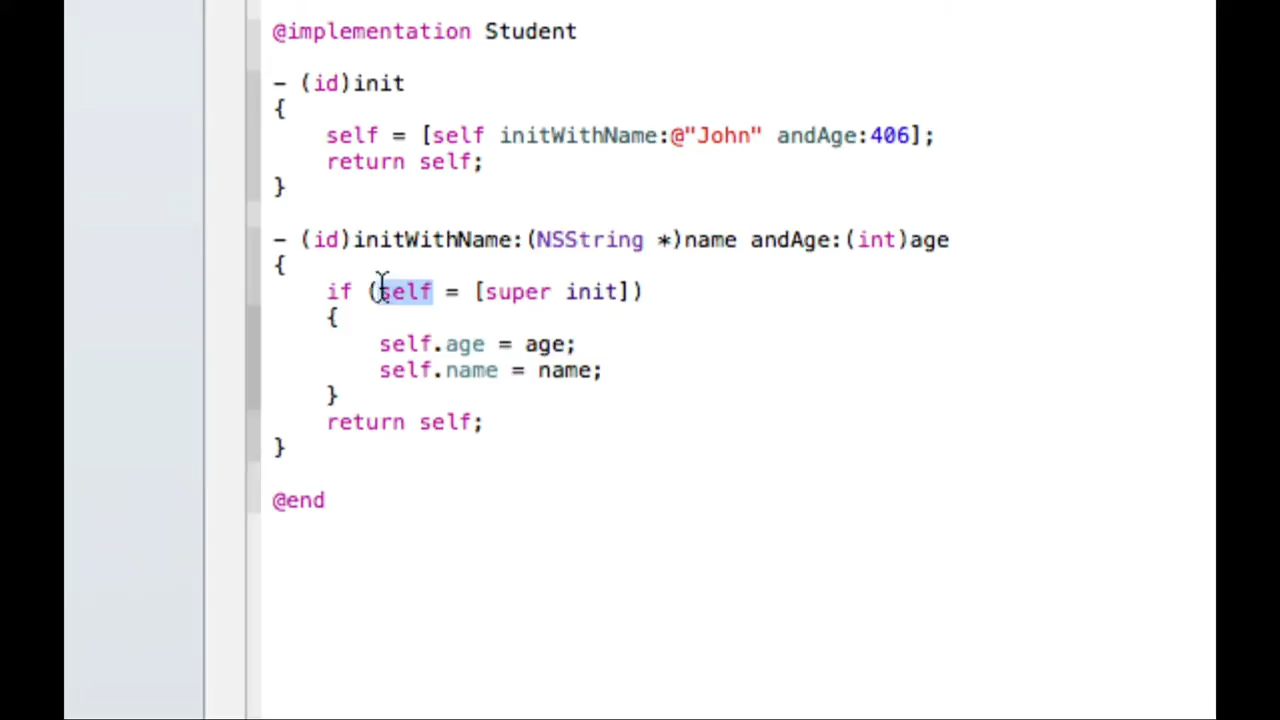 @implementation Student
- (id)init
{
self = [self initWithName:@"John" andAge:406];
return self;
}
- (id)initWithName:(NSString *)name andAge:(int)age
{
if (self = [super init])
{
self.age = age;
self.name = name;
}
return self;
}
@end